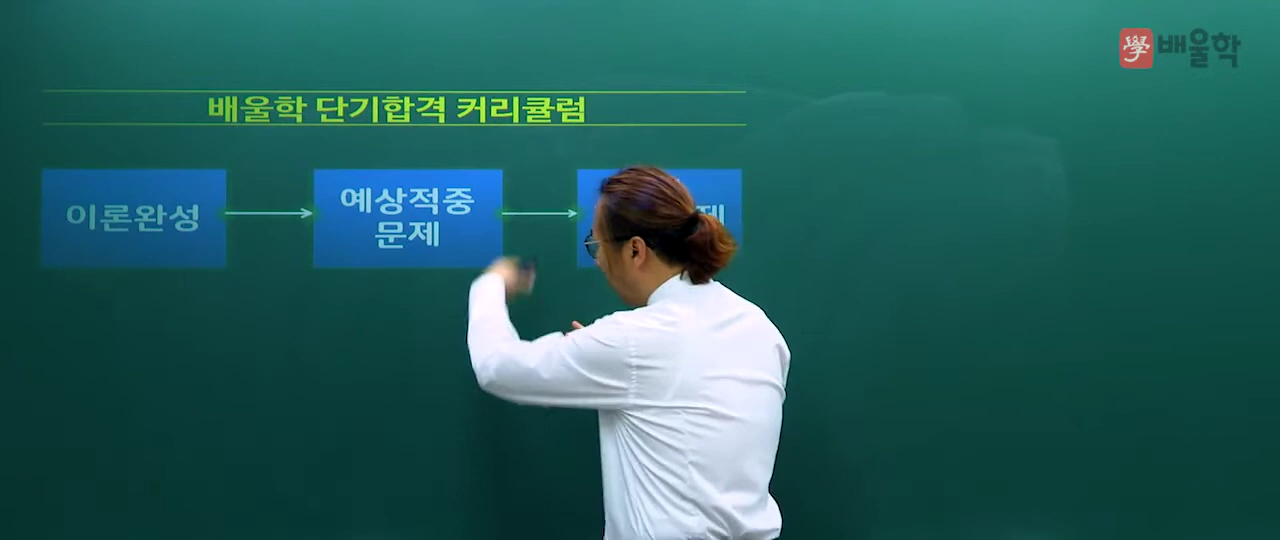 學 배울학
배울학 단기합격 커리큘럼
이론완성
예상적중
문제
제